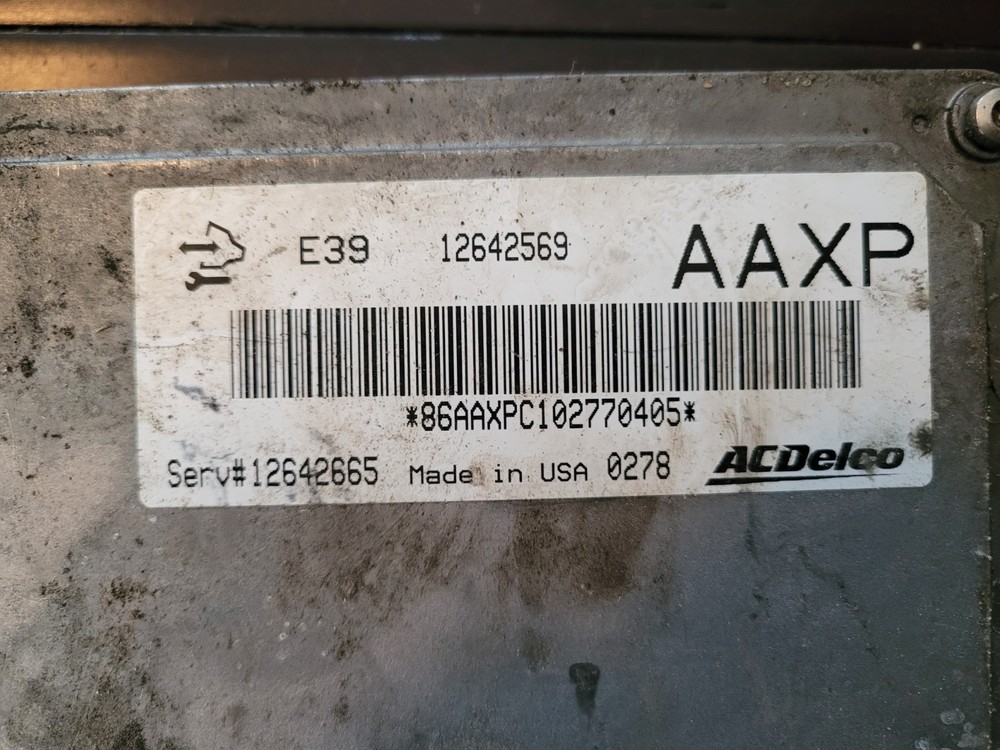 E39 12642569 AAXP
*86AAXPC102770405*
Serv#12642665 Made in USA 0278 ACDelco